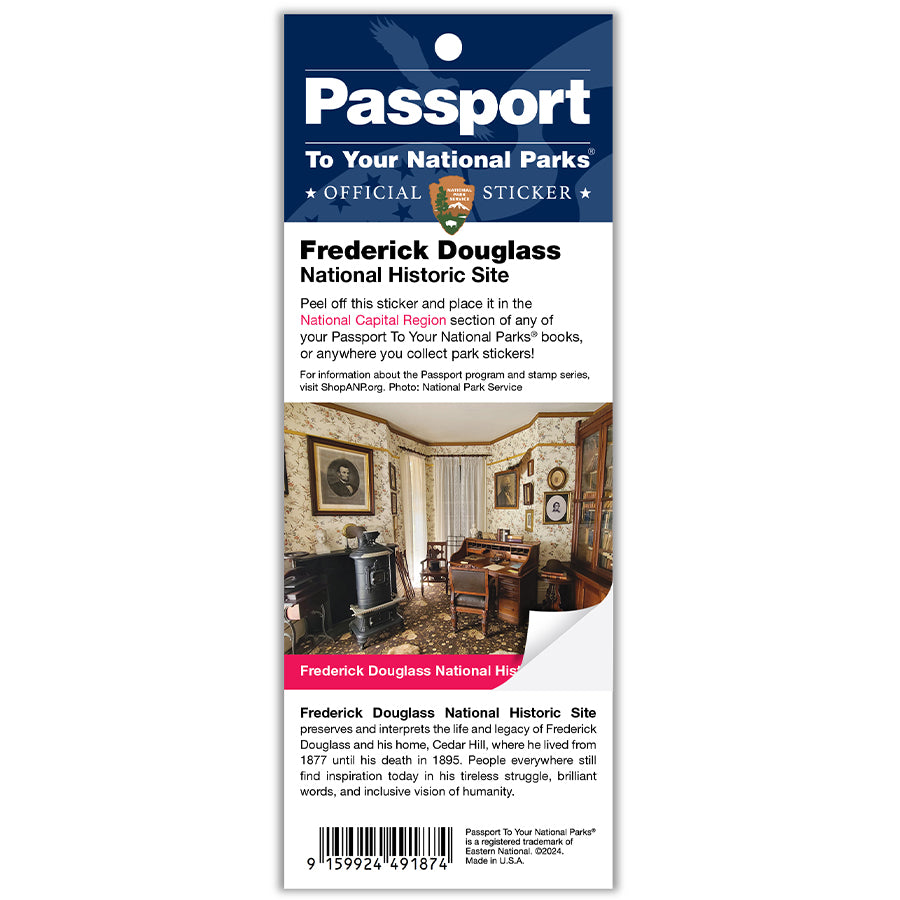 Passport
To Your National Parks®
★ OFFICIAL STICKER ★
NATIONAL
PARK
SERVICE
Frederick Douglass
National Historic Site
Peel off this sticker and place it in the
National Capital Region section of any of
your Passport To Your National Parks® books,
or anywhere you collect park stickers!
For information about the Passport program and stamp series,
visit ShopANP.org. Photo: National Park Service
Frederick Douglass National His
Frederick Douglass National Historic Site
preserves and interprets the life and legacy of Frederick
Douglass and his home, Cedar Hill, where he lived from
1877 until his death in 1895. People everywhere still
find inspiration today in his tireless struggle, brilliant
words, and inclusive vision of humanity.
9 159924 491874
Passport To Your National Parks®
is a registered trademark of
Eastern National. ©2024.
Made in U.S.A.